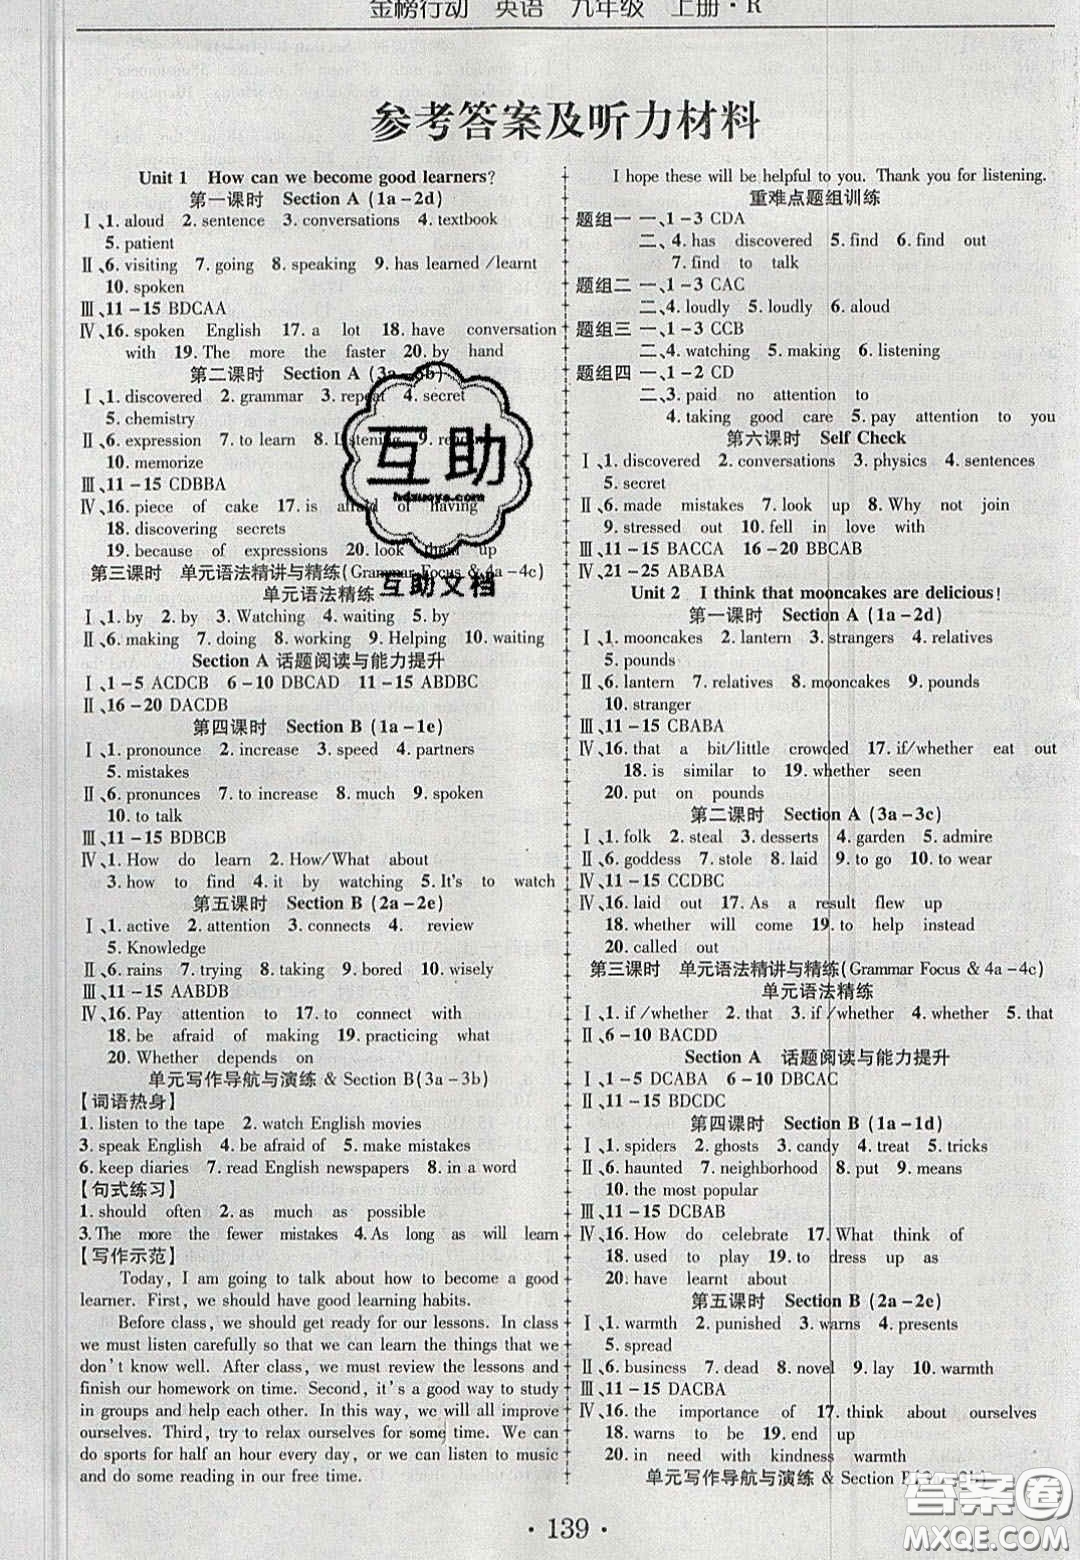 金榜行动 英语 九年级 上册·R
参考答案及听力材料
Unit 1 How can we become good learners?
第一课时 Section A (1a-2d)
Ⅰ、1. aloud 2. sentence 3. conversations 4. textbook
5. patient
Ⅱ、6. visiting 7. going 8. speaking 9. has learned /learnt
10. spoken
Ⅲ、11-15 BDCAA
Ⅳ、16. spoken English 17. a lot 18. have conversation
with 19. The more the faster 20. by hand
第二课时 Section A (3a-3b)
Ⅰ、1. discovered 2. grammar 3. repeat 4. secret
5. chemistry
Ⅱ、6. expression 7. to learn 8. Listening 9.
10. memorize
Ⅲ、11-15 CDBBA
Ⅳ、16. piece of cake 17. is afraid of having
18. discovering secrets
19. because of expressions 20. look them up
第三课时 单元语法精讲与精练(Grammar Focus & 4a-4c)
单元语法精练
Ⅰ、1. by 2. by 3. Watching 4. waiting 5. by
Ⅱ、6. making 7. doing 8. working 9. Helping 10. waiting
Section A 话题阅读与能力提升
Ⅰ、1-5 ACDCB 6-10 DBCAD 11-15 ABDBC
Ⅱ、16-20 DACDB
第四课时 Section B (1a-1e)
Ⅰ、1. pronounce 2. increase 3. speed 4. partners
5. mistakes
Ⅱ、6. pronounces 7. to increase 8. much 9. spoken
10. to talk
Ⅲ、11-15 BDBCB
Ⅳ、1. How do learn 2. How/What about
3. how to find 4. it by watching 5. It's to watch
第五课时 Section B (2a-2e)
Ⅰ、1. active 2. attention 3. connects 4. review
5. Knowledge
Ⅱ、6. rains 7. trying 8. taking 9. bored 10. wisely
Ⅲ、11-15 AABDB
Ⅳ、16. Pay attention to 17. to connect with
18. be afraid of making 19. practicing what
20. Whether depends on
单元写作导航与演练 & Section B(3a-3b)
【词语热身】
1. listen to the tape 2. watch English movies
3. speak English 4. be afraid of 5. make mistakes
6. keep diaries 7. read English newspapers 8. in a word
【句式练习】
1. should often 2. as much as possible
3. The more the fewer mistakes 4. As long as will learn
【写作示范】
Today, I am going to talk about how to become a good
learner. First, we should have good learning habits.
Before class, we should get ready for our lessons. In class
we must listen carefully so that we can learn the things that we
don't know well. After class, we must review the lessons and
finish our homework on time. Second, it's a good way to study
in groups and help each other. In this way, we will all improve
ourselves. Third, try to relax ourselves for some time. We can
do sports for half an hour every day, or we can listen to music
and do some reading in our free time.
I hope these will be helpful to you. Thank you for listening.
重难点题组训练
题组一 一、1-3 CDA
二、4. has discovered 5. find 6. find out
7. find to talk
题组二 一、1-3 CAC
二、4. loudly 5. loudly 6. aloud
题组三 一、1-3 CCB
二、4. watching 5. making 6. listening
题组四 一、1-2 CD
二、3. paid no attention to
4. taking good care 5. pay attention to you
第六课时 Self Check
Ⅰ、1. discovered 2. conversations 3. physics 4. sentences
5. secret
Ⅱ、6. made mistakes 7. look up 8. Why not join
9. stressed out 10. fell in love with
Ⅲ、11-15 BACCA 16-20 BBCAB
Ⅳ、21-25 ABABA
Unit 2 I think that mooncakes are delicious!
第一课时 Section A (1a-2d)
Ⅰ、1. mooncakes 2. lantern 3. strangers 4. relatives
5. pounds
Ⅱ、6. lantern 7. relatives 8. mooncakes 9. pounds
10. stranger
Ⅲ、11-15 CBABA
Ⅳ、16. that a bit/little crowded 17. if/whether eat out
18. is similar to 19. whether seen
20. put on pounds
第二课时 Section A (3a-3c)
Ⅰ、1. folk 2. steal 3. desserts 4. garden 5. admire
Ⅱ、6. goddess 7. stole 8. laid 9. to go 10. to wear
Ⅲ、11-15 CCDBC
Ⅳ、16. laid out 17. As a result flew up
18. whether will come 19. to help instead
20. called out
第三课时 单元语法精讲与精练(Grammar Focus & 4a-4c)
单元语法精练
Ⅰ、1. if /whether 2. that 3. if/whether 4. whether 5. that
Ⅱ、6-10 BACDD
Section A 话题阅读与能力提升
Ⅰ、1-5 DCABA 6-10 DBCAC
Ⅱ、11-15 BDCDC
第四课时 Section B (1a-1d)
Ⅰ、1. spiders 2. ghosts 3. candy 4. treat 5. tricks
Ⅱ、6. haunted 7. neighborhood 8. put 9. means
10. the most popular
Ⅲ、11-15 DCBAB
Ⅳ、16. How do celebrate 17. What think of
18. used to play 19. to dress up as
20. have learnt about
第五课时 Section B (2a-2e)
Ⅰ、1. warmth 2. punished 3. warns 4. presents
5. spread
Ⅱ、6. business 7. dead 8. novel 9. lay 10. warmth
Ⅲ、11-15 DACBA
Ⅳ、16. the importance of 17. think about ourselves
18. warns to be 19. end up
20. in need with kindness warmth
单元写作导航与演练 & Section B(3a-3b)
互助
hdzuoye.com
互助文档
答案圈
MXQE.COM
· 139 ·